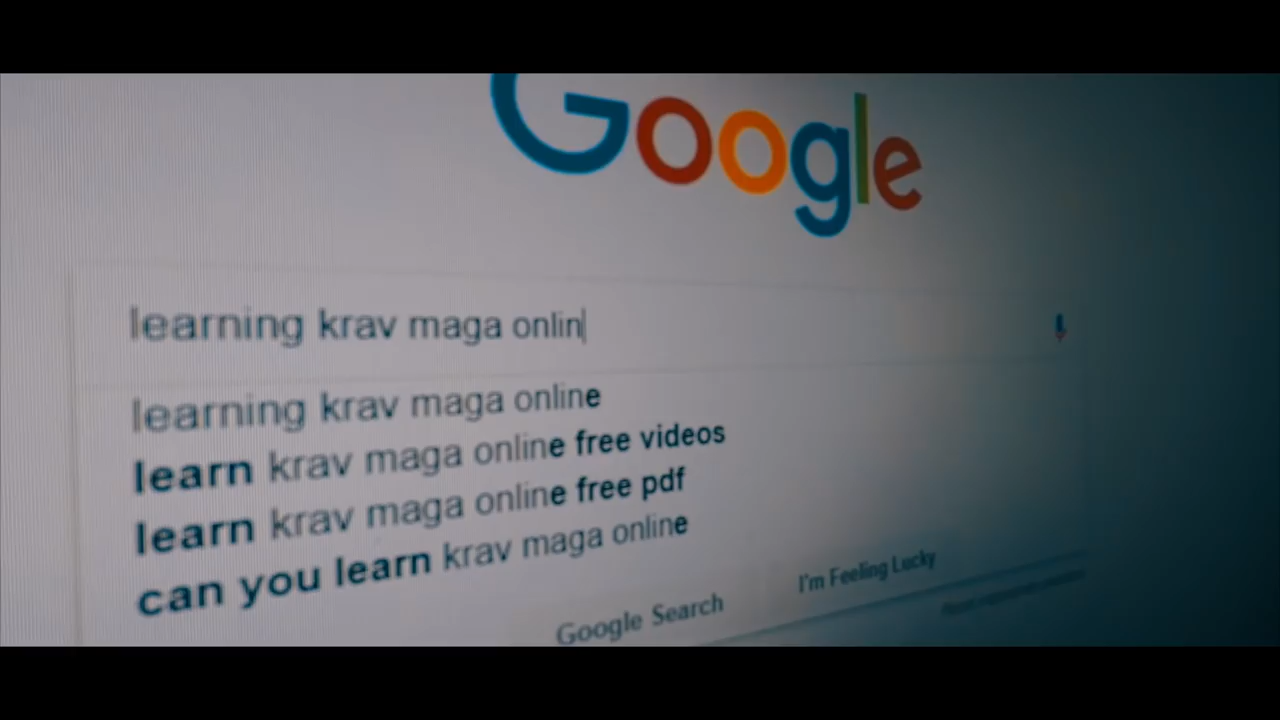 Google
learning krav maga onlin
learning krav maga online
learn krav maga online free videos
learn krav maga online free pdf
can you learn krav maga online
Google Search
I'm Feeling Lucky